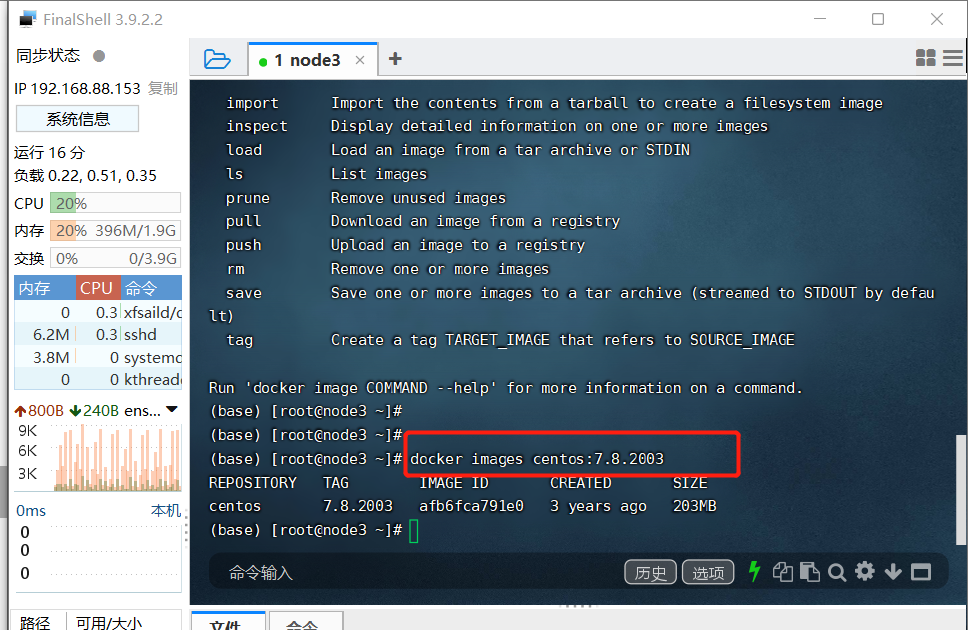 FinalShell 3.9.2.2
同步状态
IP 192.168.88.153 复制
系统信息
运行 16 分
负载 0.22, 0.51, 0.35
CPU 20%
内存 20% 396M/1.9G
交换 0% 0/3.9G
内存 CPU 命令
0 0.3 xfsaild/d
6.2M 0.3 sshd
3.8M 0 systemd
0 0 kthread
800B 240B ens...
9K
6K
3K
0ms 本机
0
0
0
路径 可用/大小
1 node3
import Import the contents from a tarball to create a filesystem image
inspect Display detailed information on one or more images
load Load an image from a tar archive or STDIN
ls List images
prune Remove unused images
pull Download an image from a registry
push Upload an image to a registry
rm Remove one or more images
save Save one or more images to a tar archive (streamed to STDOUT by defau
lt)
tag Create a tag TARGET_IMAGE that refers to SOURCE_IMAGE
Run 'docker image COMMAND --help' for more information on a command.
(base) [root@node3 ~]#
(base) [root@node3 ~]#
(base) [root@node3 ~]# docker images centos:7.8.2003
REPOSITORY TAG IMAGE ID CREATED SIZE
centos 7.8.2003 afb6fca791e0 3 years ago 203MB
(base) [root@node3 ~]#
命令输入 历史 选项
文件 命令